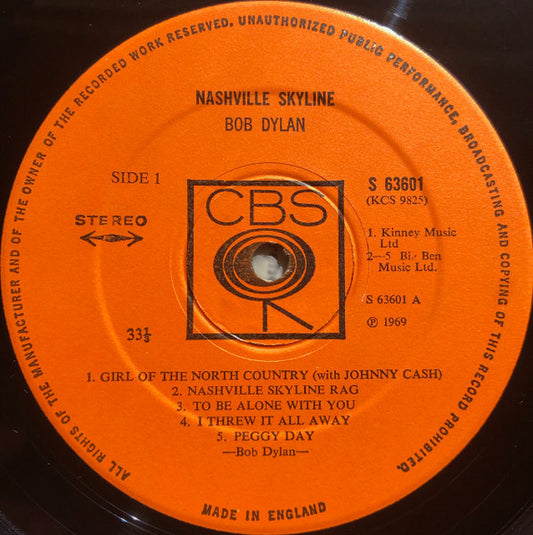 ALL RIGHTS OF THE MANUFACTURER AND OF THE OWNER OF THE RECORDED WORK RESERVED. UNAUTHORIZED PUBLIC PERFORMANCE, BROADCASTING AND COPYING OF THIS RECORD PROHIBITED.
NASHVILLE SKYLINE
BOB DYLAN
SIDE 1
STEREO
33⅓
CBS
S 63601
(KCS 9825)
1. Kinney Music
Ltd
2—5 Ben
Music Ltd.
S 63601 A
℗ 1969
1. GIRL OF THE NORTH COUNTRY (with JOHNNY CASH)
2. NASHVILLE SKYLINE RAG
3. TO BE ALONE WITH YOU
4. I THREW IT ALL AWAY
5. PEGGY DAY
—Bob Dylan—
MADE IN ENGLAND